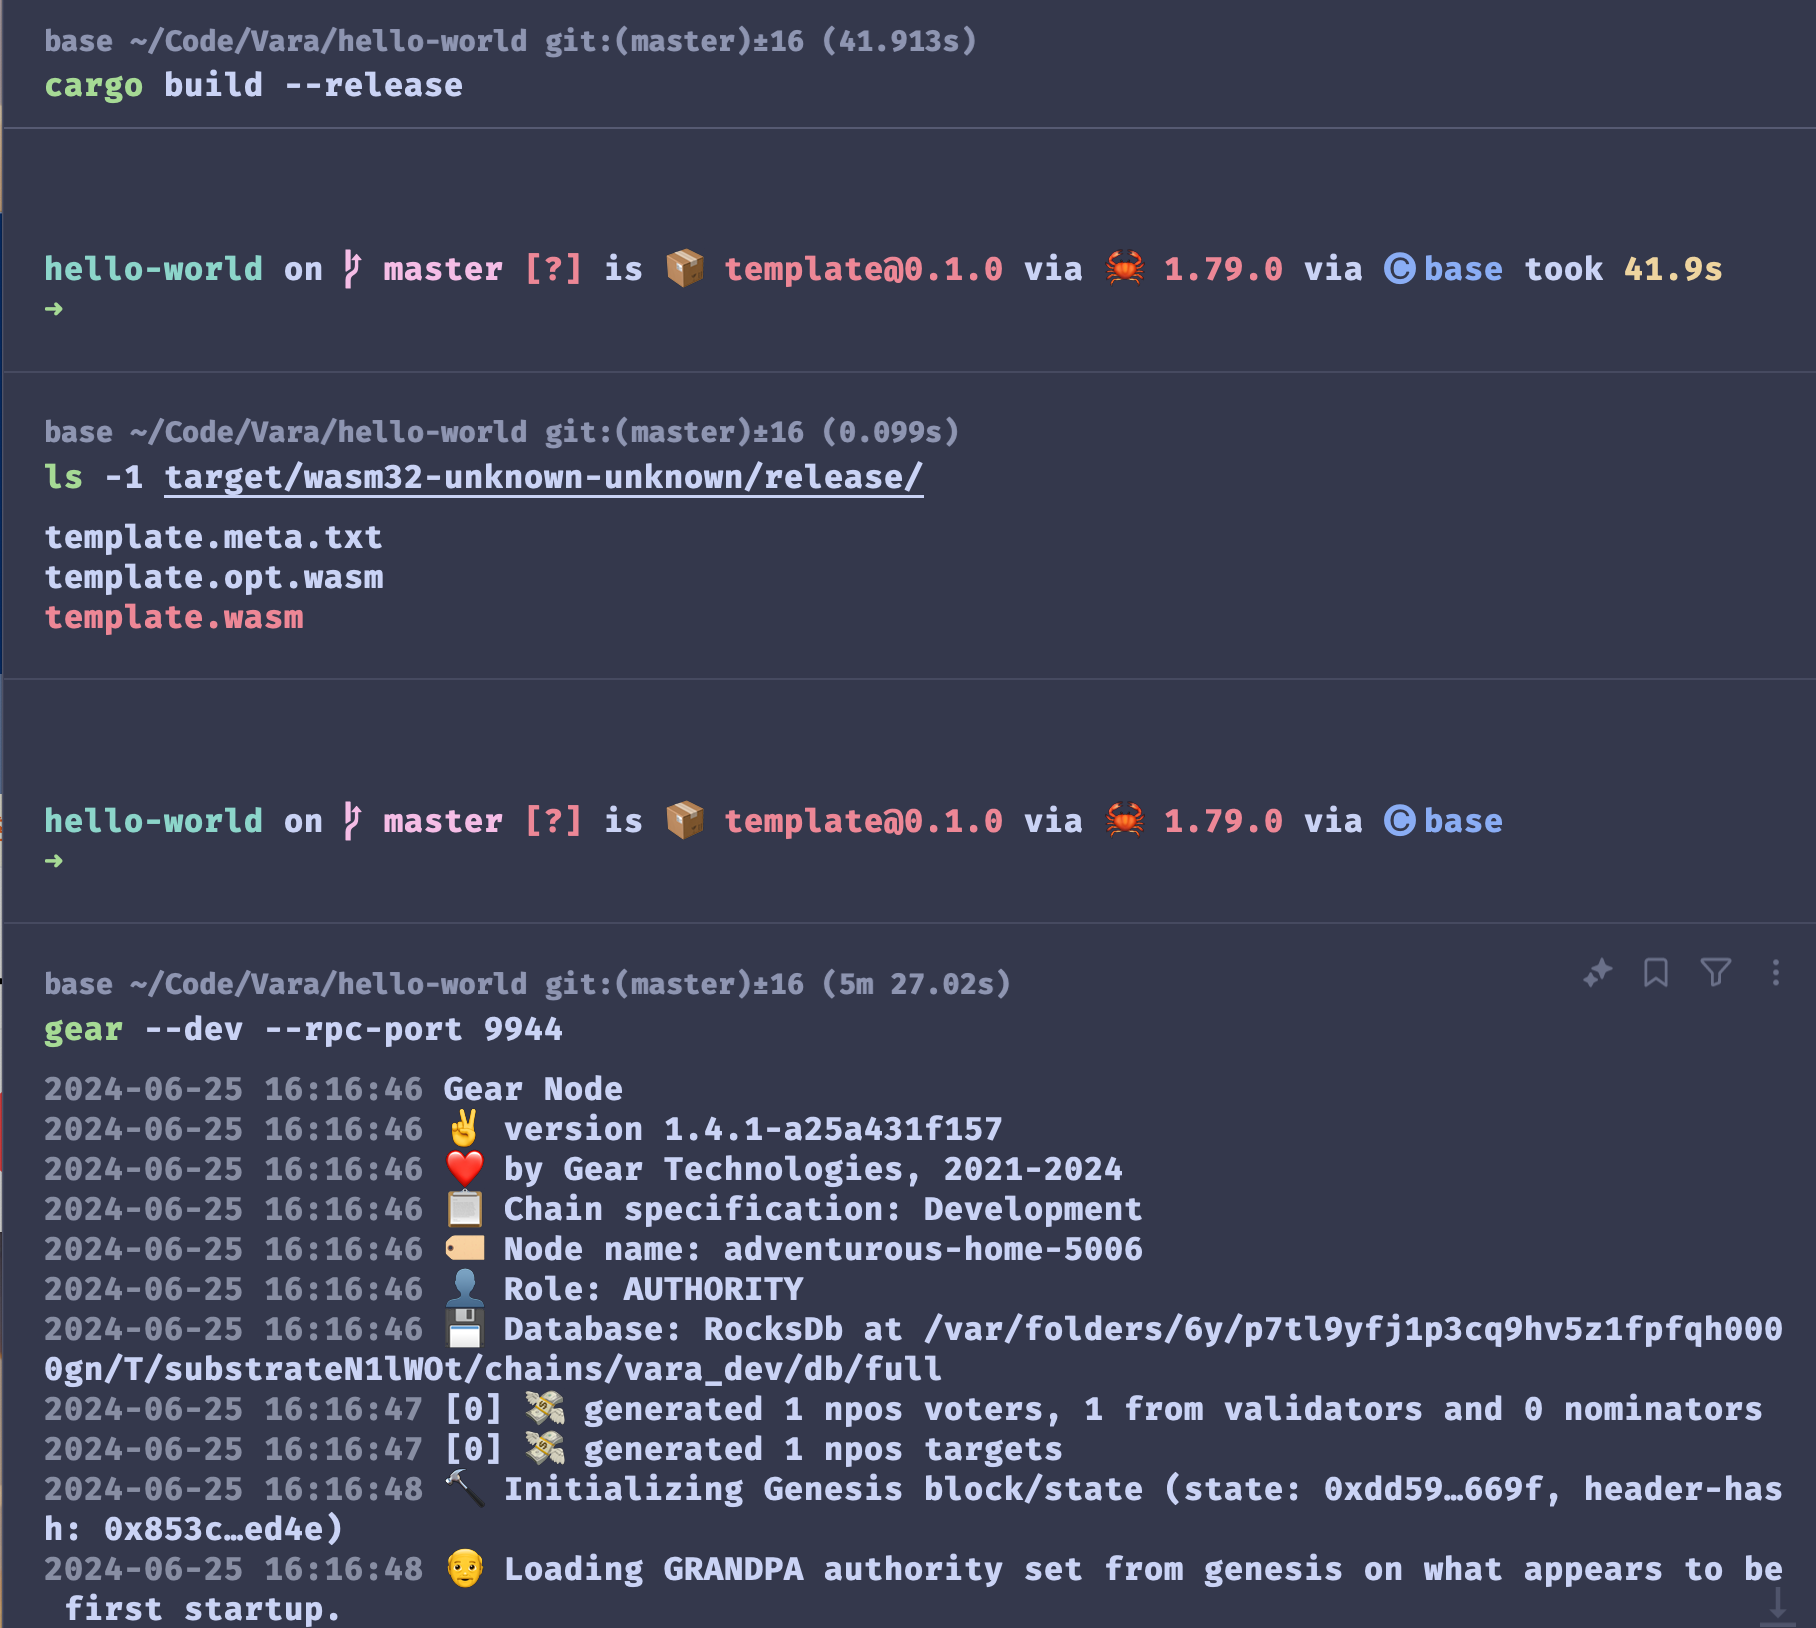 base ~/Code/Vara/hello-world git:(master)±16 (41.913s)
cargo build --release
hello-world on master [?] is 📦 template@0.1.0 via 🦀 1.79.0 via Ⓒ base took 41.9s
➜
base ~/Code/Vara/hello-world git:(master)±16 (0.099s)
ls -1 target/wasm32-unknown-unknown/release/
template.meta.txt
template.opt.wasm
template.wasm
hello-world on master [?] is 📦 template@0.1.0 via 🦀 1.79.0 via Ⓒ base
➜
base ~/Code/Vara/hello-world git:(master)±16 (5m 27.02s)
gear --dev --rpc-port 9944
2024-06-25 16:16:46 Gear Node
2024-06-25 16:16:46 ✌️ version 1.4.1-a25a431f157
2024-06-25 16:16:46 ❤️ by Gear Technologies, 2021-2024
2024-06-25 16:16:46 📋 Chain specification: Development
2024-06-25 16:16:46 🏷 Node name: adventurous-home-5006
2024-06-25 16:16:46 👤 Role: AUTHORITY
2024-06-25 16:16:46 💾 Database: RocksDb at /var/folders/6y/p7tl9yfj1p3cq9hv5z1fpfqh000
0gn/T/substrateN1lWOt/chains/vara_dev/db/full
2024-06-25 16:16:47 [0] 💸 generated 1 npos voters, 1 from validators and 0 nominators
2024-06-25 16:16:47 [0] 💸 generated 1 npos targets
2024-06-25 16:16:48 🔨 Initializing Genesis block/state (state: 0xdd59…669f, header-has
h: 0x853c…ed4e)
2024-06-25 16:16:48 👴 Loading GRANDPA authority set from genesis on what appears to be
first startup.